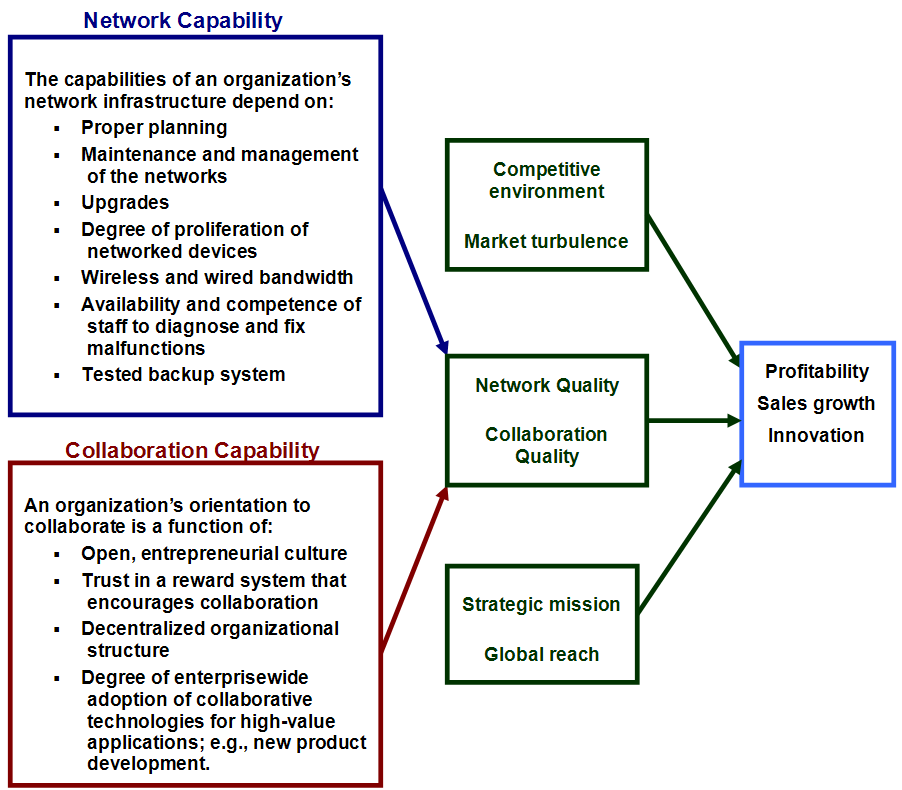 Network Capability
The capabilities of an organization’s
network infrastructure depend on:
▪ Proper planning
▪ Maintenance and management
of the networks
▪ Upgrades
▪ Degree of proliferation of
networked devices
▪ Wireless and wired bandwidth
▪ Availability and competence of
staff to diagnose and fix
malfunctions
▪ Tested backup system
Collaboration Capability
An organization’s orientation to
collaborate is a function of:
▪ Open, entrepreneurial culture
▪ Trust in a reward system that
encourages collaboration
▪ Decentralized organizational
structure
▪ Degree of enterprisewide
adoption of collaborative
technologies for high-value
applications; e.g., new product
development.
Competitive
environment
Market turbulence
Network Quality
Collaboration
Quality
Strategic mission
Global reach
Profitability
Sales growth
Innovation